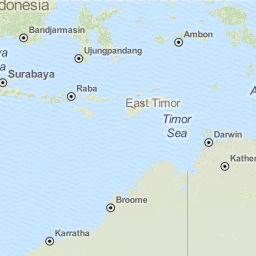 donesia
Bandjarmasin
Ambon
Ujungpandang
Surabaya
Raba
East Timor
Timor
Sea
Darwin
Kather
Broome
Karratha